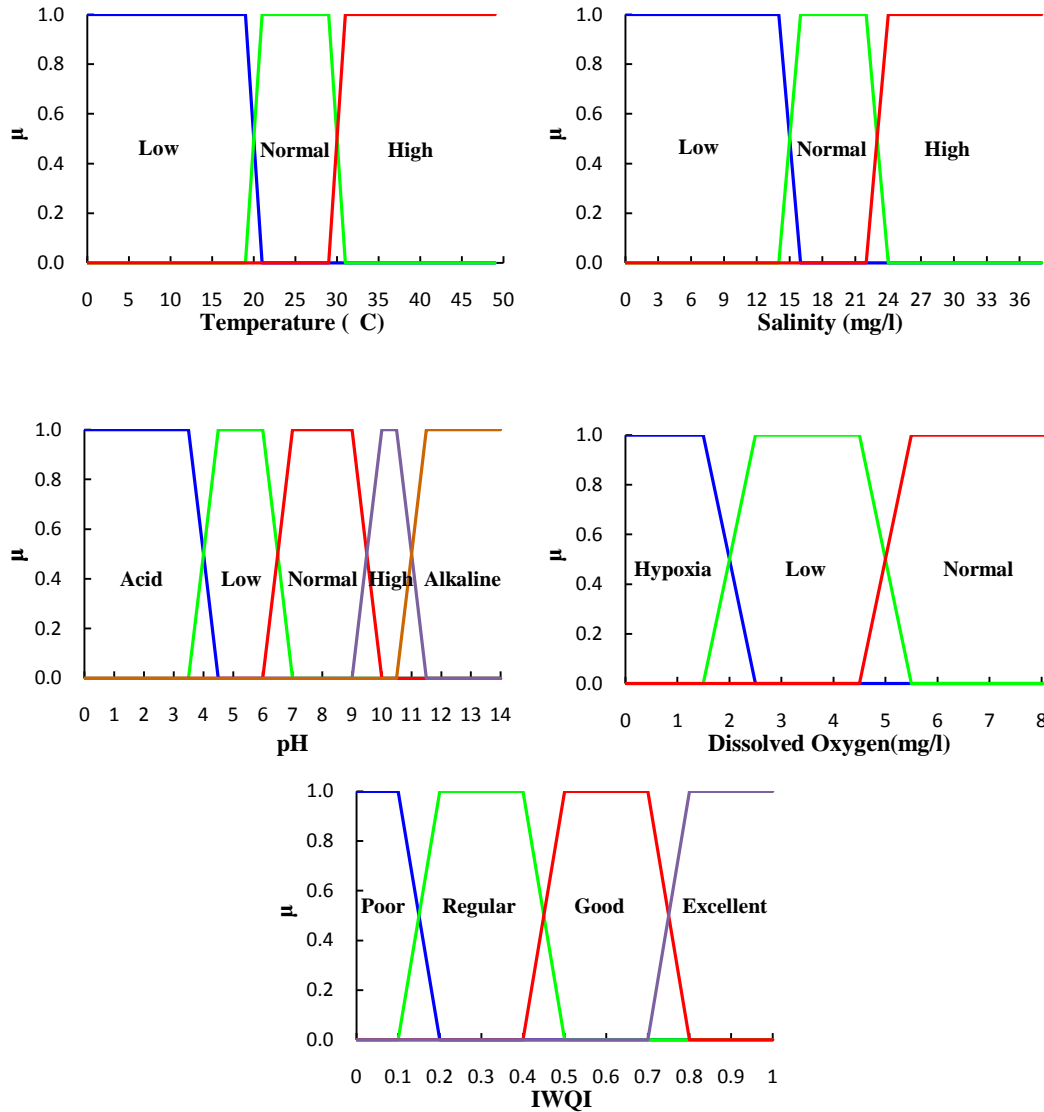 1.0
0.8
0.6
0.4
0.2
0.0
μ
Low
Normal
High
0 5 10 15 20 25 30 35 40 45 50
Temperature ( C)
1.0
0.8
0.6
0.4
0.2
0.0
μ
Low
Normal
High
0 3 6 9 12 15 18 21 24 27 30 33 36
Salinity (mg/l)
1.0
0.8
0.6
0.4
0.2
0.0
μ
Acid
Low
Normal
High
Alkaline
0 1 2 3 4 5 6 7 8 9 10 11 12 13 14
pH
1.0
0.8
0.6
0.4
0.2
0.0
μ
Hypoxia
Low
Normal
0 1 2 3 4 5 6 7 8
Dissolved Oxygen(mg/l)
1.0
0.8
0.6
0.4
0.2
0.0
μ
Poor
Regular
Good
Excellent
0 0.1 0.2 0.3 0.4 0.5 0.6 0.7 0.8 0.9 1
IWQI